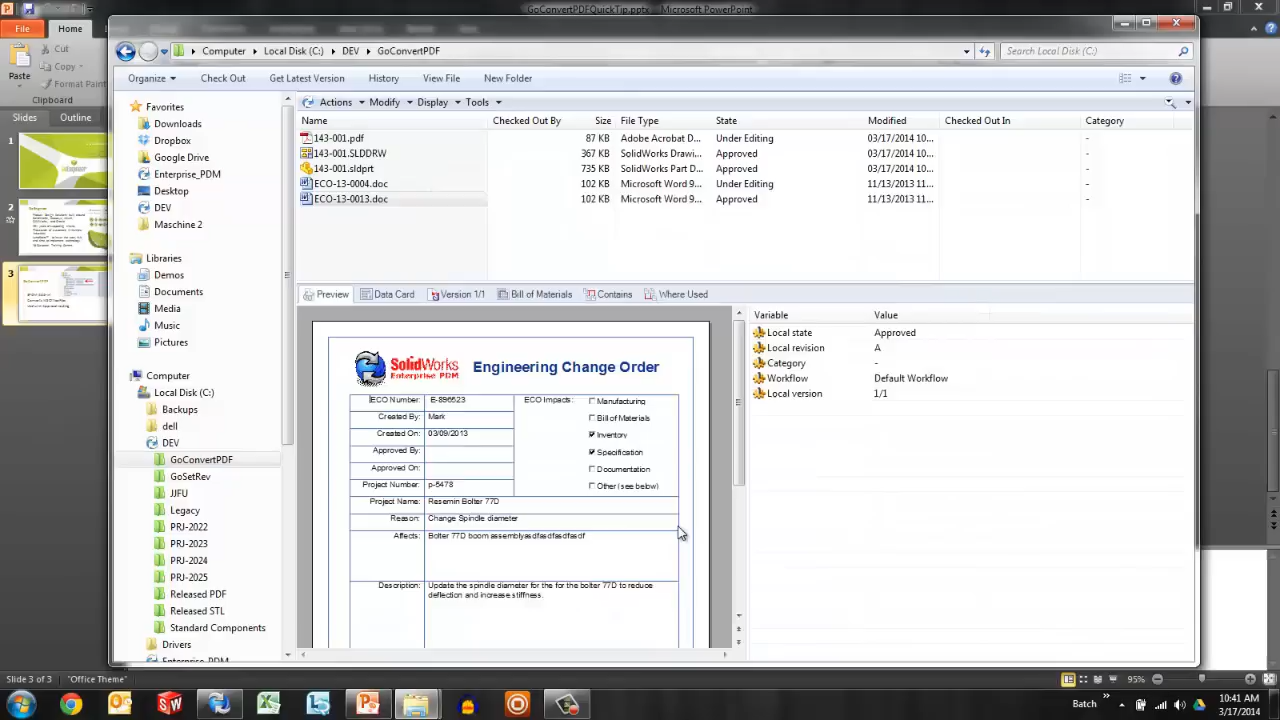 GoConvertPDFQuickTip.pptx - Microsoft PowerPoint
File Home
Cut
Copy
Paste
Format Paint
Clipboard
Slides Outline
1
2
3
Computer Local Disk (C:) DEV GoConvertPDF
Search Local Disk (C:)
Organize Check Out Get Latest Version History View File New Folder
Actions Modify Display Tools
Name Checked Out By Size File Type State Modified Checked Out In Category
143-001.pdf 87 KB Adobe Acrobat D... Under Editing 03/17/2014 10... -
143-001.SLDDRW 367 KB SolidWorks Drawi... Approved 03/17/2014 10... -
143-001.sldprt 735 KB SolidWorks Part D... Approved 03/17/2014 10... -
ECO-13-0004.doc 102 KB Microsoft Word 9... Under Editing 11/13/2013 11... -
ECO-13-0013.doc 102 KB Microsoft Word 9... Approved 11/13/2013 11... -
Favorites
Downloads
Dropbox
Google Drive
Enterprise_PDM
Desktop
DEV
Maschine 2
Libraries
Demos
Documents
Media
Music
Pictures
Computer
Local Disk (C:)
Backups
dell
DEV
GoConvertPDF
GoSetRev
JJFU
Legacy
PRJ-2022
PRJ-2023
PRJ-2024
PRJ-2025
Released PDF
Released STL
Standard Components
Drivers
Enterprise_PDM
Preview Data Card Version 1/1 Bill of Materials Contains Where Used
SolidWorks
Enterprise PDM
Engineering Change Order
ECO Number: E-896523 ECO Impacts: Manufacturing
Created By: Mark Bill of Materials
Created On: 03/09/2013 Inventory
Approved By: Specification
Approved On: Documentation
Project Number: p-5478 Other (see below)
Project Name: Resemin Bolter 77D
Reason: Change Spindle diameter
Affects: Bolter 77D boom assemblyasdfasdfasdfasdf
Description: Update the spindle diameter for the for the bolter 77D to reduce
deflection and increase stiffness.
Variable Value
Local state Approved
Local revision A
Category -
Workflow Default Workflow
Local version 1/1
Slide 3 of 3 "Office Theme" 95%
Batch
10:41 AM
3/17/2014